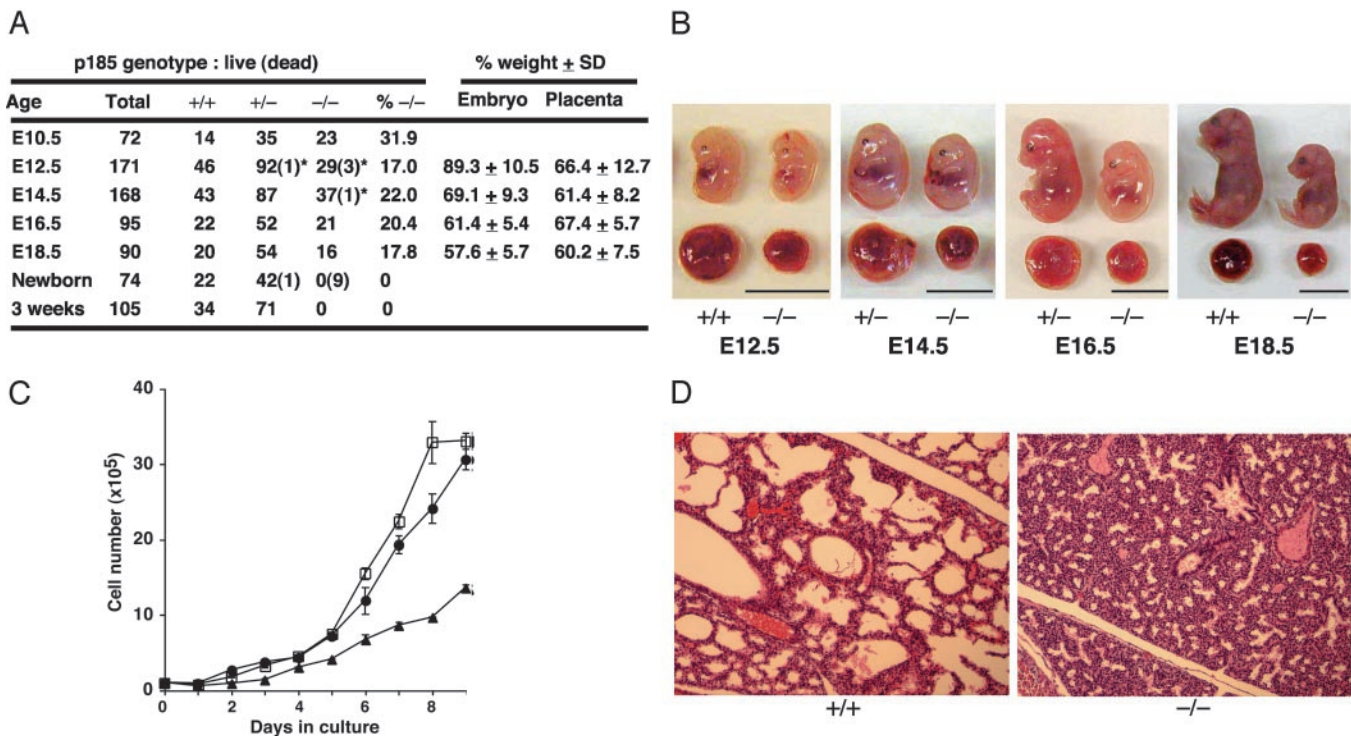 A
p185 genotype : live (dead)
% weight ± SD
Age Total +/+ +/− −/− % −/− Embryo Placenta
E10.5 72 14 35 23 31.9
E12.5 171 46 92(1)* 29(3)* 17.0 89.3 ± 10.5 66.4 ± 12.7
E14.5 168 43 87 37(1)* 22.0 69.1 ± 9.3 61.4 ± 8.2
E16.5 95 22 52 21 20.4 61.4 ± 5.4 67.4 ± 5.7
E18.5 90 20 54 16 17.8 57.6 ± 5.7 60.2 ± 7.5
Newborn 74 22 42(1) 0(9) 0
3 weeks 105 34 71 0 0
B
+/+ −/− +/− −/− +/− −/− +/+ −/−
E12.5 E14.5 E16.5 E18.5
C
Cell number (x10⁵)
40
30
20
10
0
0 2 4 6 8
Days in culture
D
+/+ −/−